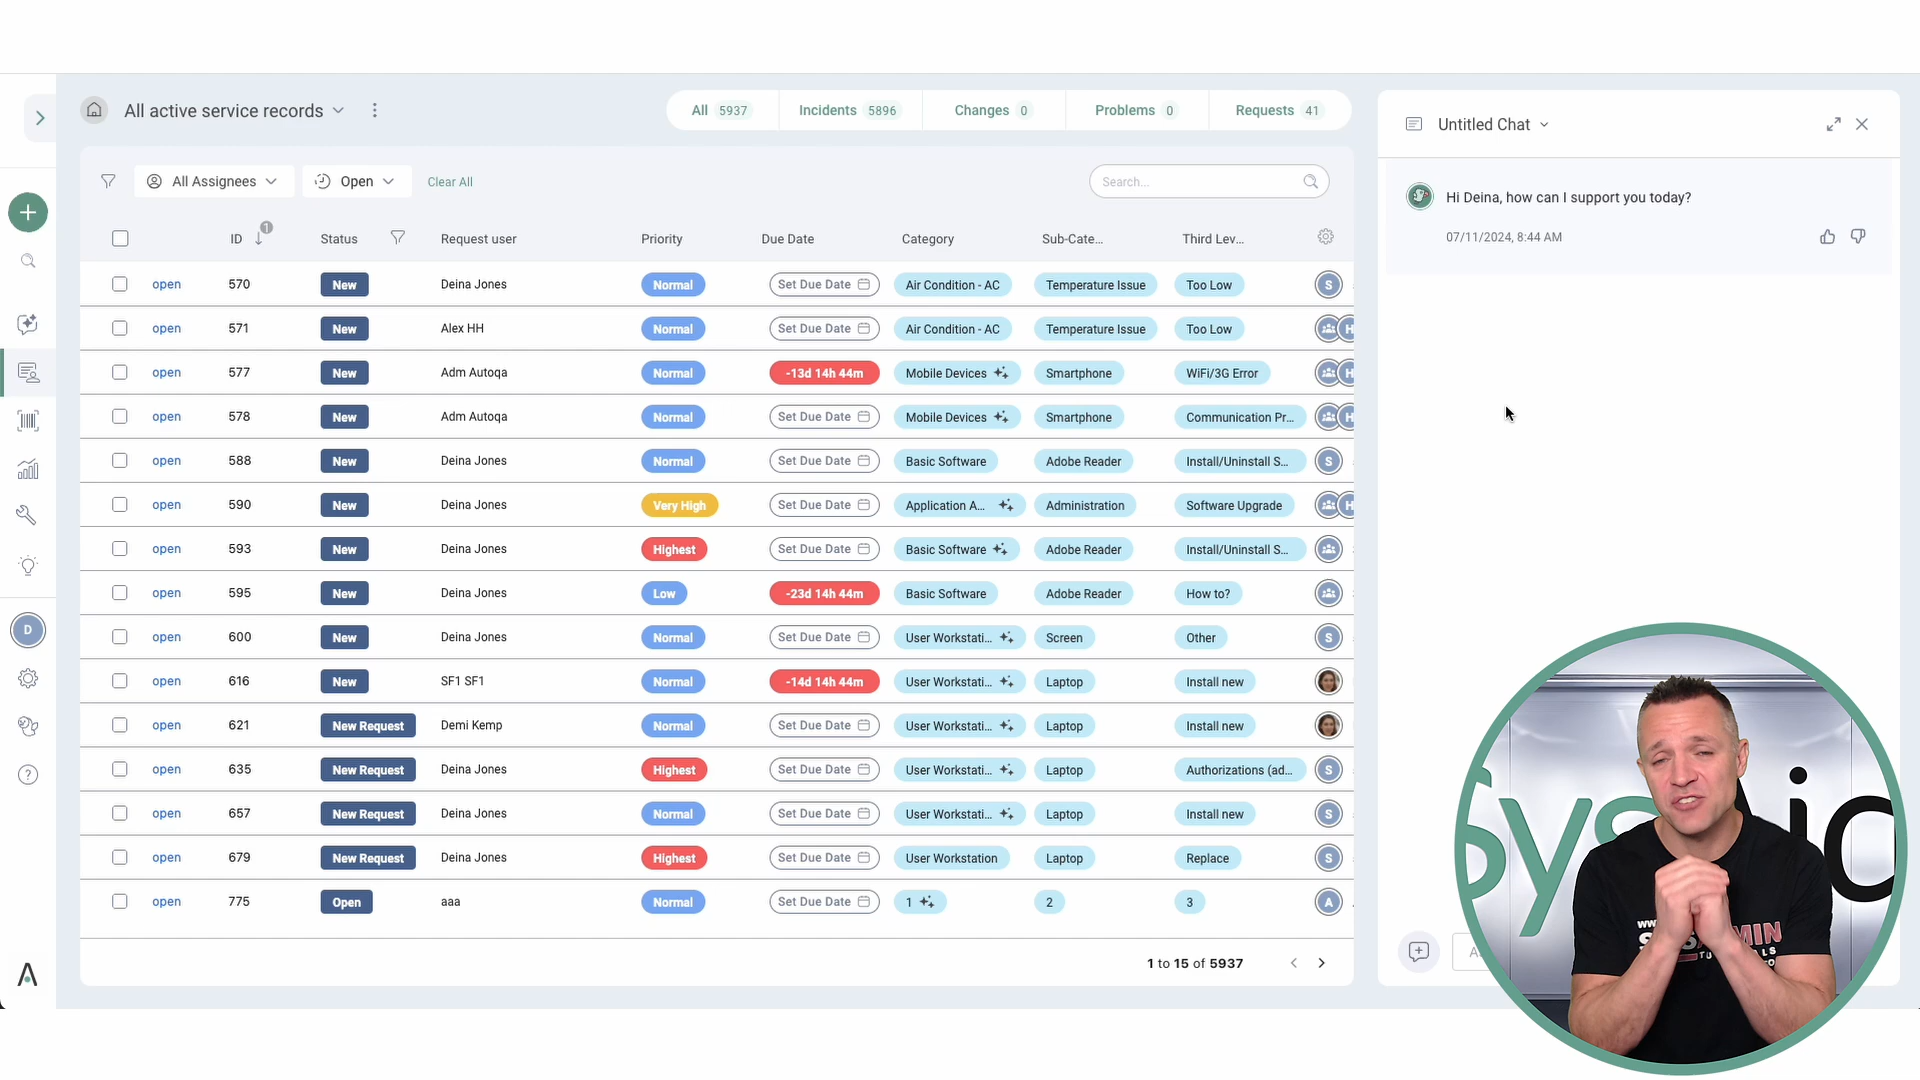 All active service records
All 5937
Incidents 5896
Changes 0
Problems 0
Requests 41
Untitled Chat
All Assignees
Open
Clear All
Search...
Hi Deina, how can I support you today?
07/11/2024, 8:44 AM
ID 1 Status Request user Priority Due Date Category Sub-Cate... Third Lev...
open 570 New Deina Jones Normal Set Due Date Air Condition - AC Temperature Issue Too Low S
open 571 New Alex HH Normal Set Due Date Air Condition - AC Temperature Issue Too Low H
open 577 New Adm Autoqa Normal -13d 14h 44m Mobile Devices Smartphone WiFi/3G Error H
open 578 New Adm Autoqa Normal Set Due Date Mobile Devices Smartphone Communication Pr... H
open 588 New Deina Jones Normal Set Due Date Basic Software Adobe Reader Install/Uninstall S... S
open 590 New Deina Jones Very High Set Due Date Application A... Administration Software Upgrade H
open 593 New Deina Jones Highest Set Due Date Basic Software Adobe Reader Install/Uninstall S...
open 595 New Deina Jones Low -23d 14h 44m Basic Software Adobe Reader How to?
D
open 600 New Deina Jones Normal Set Due Date User Workstati... Screen Other S
open 616 New SF1 SF1 Normal -14d 14h 44m User Workstati... Laptop Install new
open 621 New Request Demi Kemp Normal Set Due Date User Workstati... Laptop Install new
open 635 New Request Deina Jones Highest Set Due Date User Workstati... Laptop Authorizations (ad... S
open 657 New Request Deina Jones Normal Set Due Date User Workstati... Laptop Install new S
open 679 New Request Deina Jones Highest Set Due Date User Workstation Laptop Replace S
open 775 Open aaa Normal Set Due Date 1 2 3 A
1 to 15 of 5937